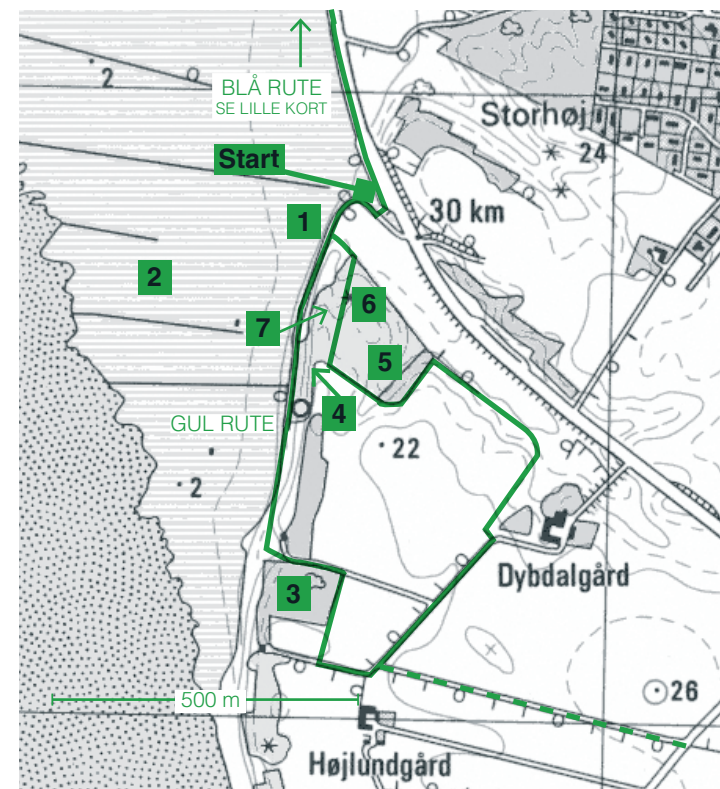 2
BLÅ RUTE
SE LILLE KORT
Storhøj
24
Start
30 km
1
2
6
7
5
4
GUL RUTE
22
2
Dybdalgård
3
500 m
26
Højlundgård